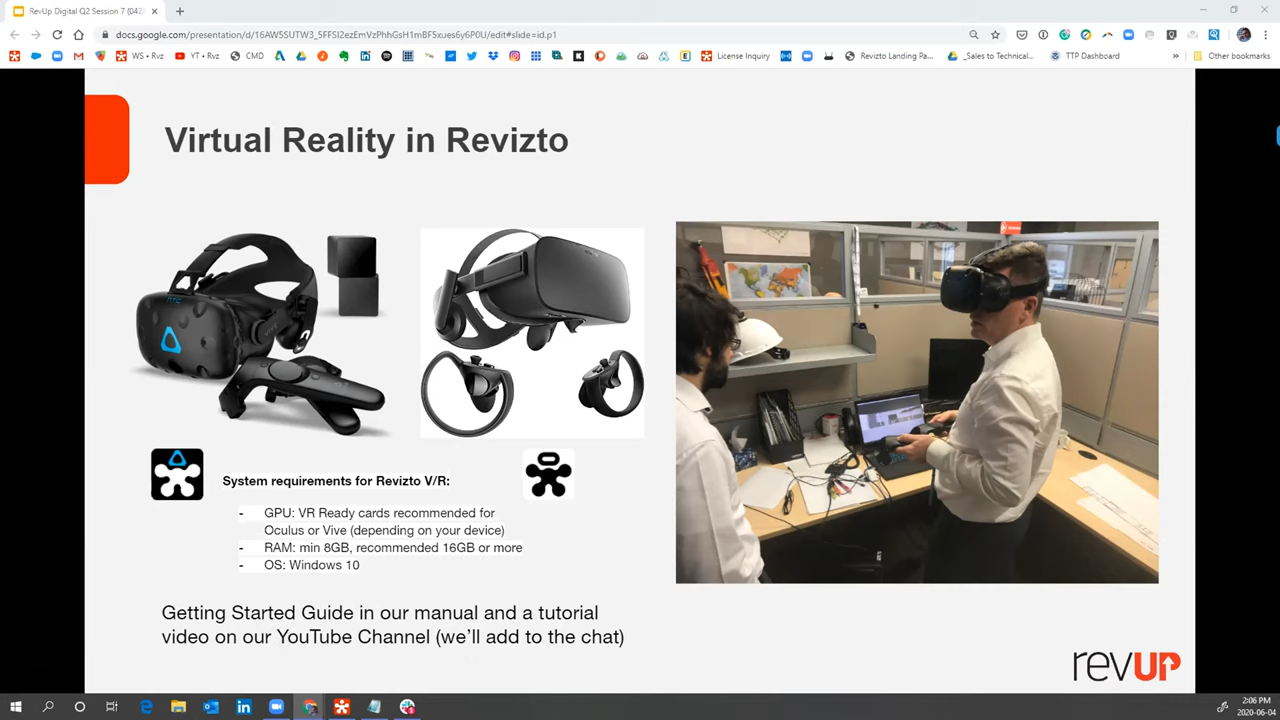 RevUp Digital Q2 Session 7 (042
docs.google.com/presentation/d/16AW5SUTW3_5FFSI2ezEmVzPhhGsH1mBF5xues6y6P0U/edit#slide=id.p1
WS • Rvz
YT • Rvz
CMD
License Inquiry
Revizto Landing Pa...
_Sales to Technical...
TTP Dashboard
Other bookmarks
Virtual Reality in Revizto
System requirements for Revizto V/R:
- GPU: VR Ready cards recommended for
Oculus or Vive (depending on your device)
- RAM: min 8GB, recommended 16GB or more
- OS: Windows 10
Getting Started Guide in our manual and a tutorial
video on our YouTube Channel (we'll add to the chat)
revUP
2:06 PM
2020-06-04